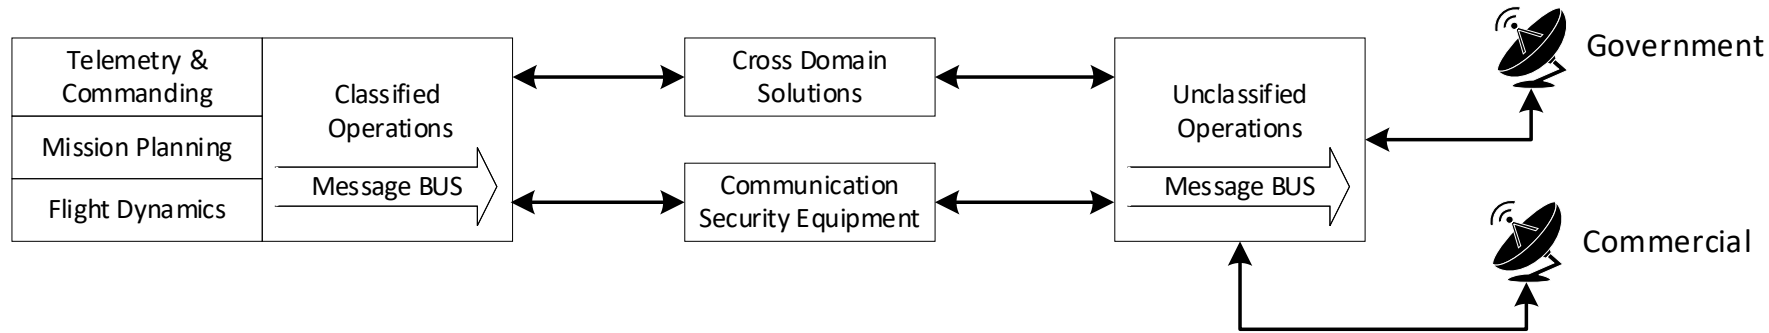 Telemetry &
Commanding
Mission Planning
Flight Dynamics
Classified
Operations
Message BUS
Cross Domain
Solutions
Communication
Security Equipment
Unclassified
Operations
Message BUS
Government
Commercial